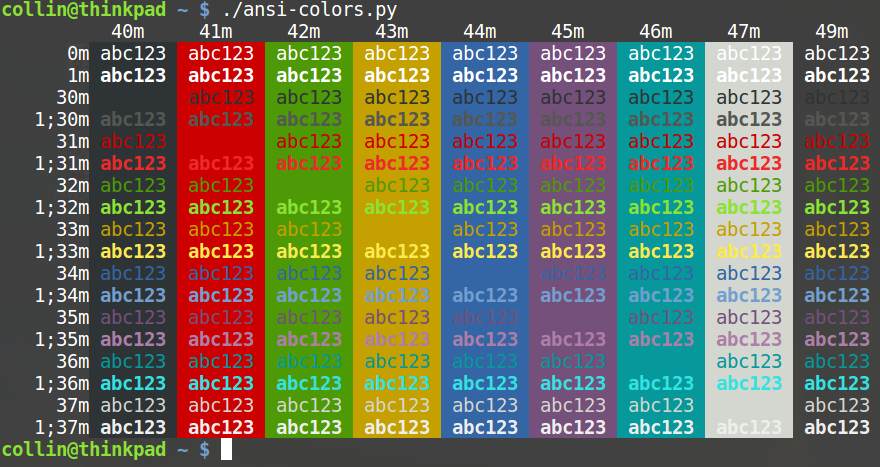 collin@thinkpad ~ $ ./ansi-colors.py
40m 41m 42m 43m 44m 45m 46m 47m 49m
0m abc123 abc123 abc123 abc123 abc123 abc123 abc123 abc123 abc123
1m abc123 abc123 abc123 abc123 abc123 abc123 abc123 abc123 abc123
30m abc123 abc123 abc123 abc123 abc123 abc123 abc123 abc123
1;30m abc123 abc123 abc123 abc123 abc123 abc123 abc123 abc123 abc123
31m abc123 abc123 abc123 abc123 abc123 abc123 abc123 abc123
1;31m abc123 abc123 abc123 abc123 abc123 abc123 abc123 abc123 abc123
32m abc123 abc123 abc123 abc123 abc123 abc123 abc123 abc123
1;32m abc123 abc123 abc123 abc123 abc123 abc123 abc123 abc123 abc123
33m abc123 abc123 abc123 abc123 abc123 abc123 abc123 abc123
1;33m abc123 abc123 abc123 abc123 abc123 abc123 abc123 abc123 abc123
34m abc123 abc123 abc123 abc123 abc123 abc123 abc123 abc123
1;34m abc123 abc123 abc123 abc123 abc123 abc123 abc123 abc123 abc123
35m abc123 abc123 abc123 abc123 abc123 abc123 abc123 abc123
1;35m abc123 abc123 abc123 abc123 abc123 abc123 abc123 abc123 abc123
36m abc123 abc123 abc123 abc123 abc123 abc123 abc123 abc123
1;36m abc123 abc123 abc123 abc123 abc123 abc123 abc123 abc123 abc123
37m abc123 abc123 abc123 abc123 abc123 abc123 abc123 abc123
1;37m abc123 abc123 abc123 abc123 abc123 abc123 abc123 abc123 abc123
collin@thinkpad ~ $